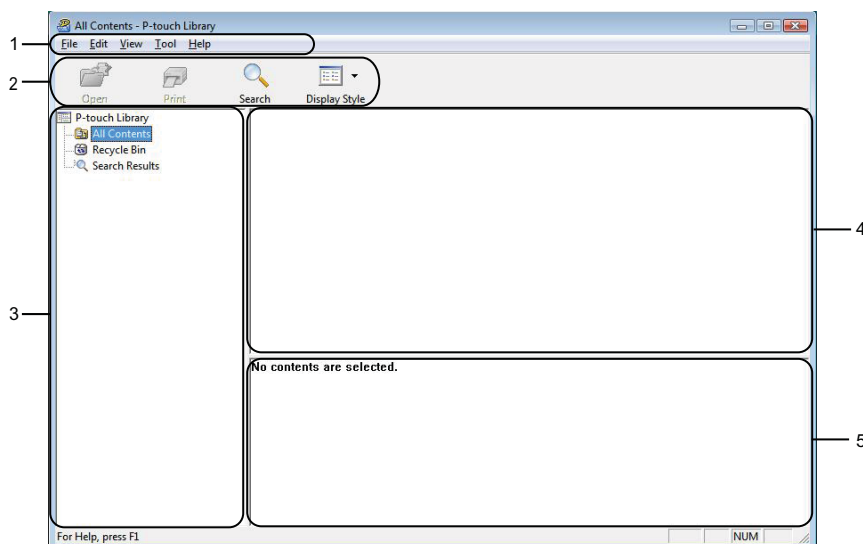 All Contents - P-touch Library
1
File Edit View Tool Help
2
Open Print Search Display Style
P-touch Library
All Contents
Recycle Bin
Search Results
3
4
No contents are selected.
5
For Help, press F1 NUM